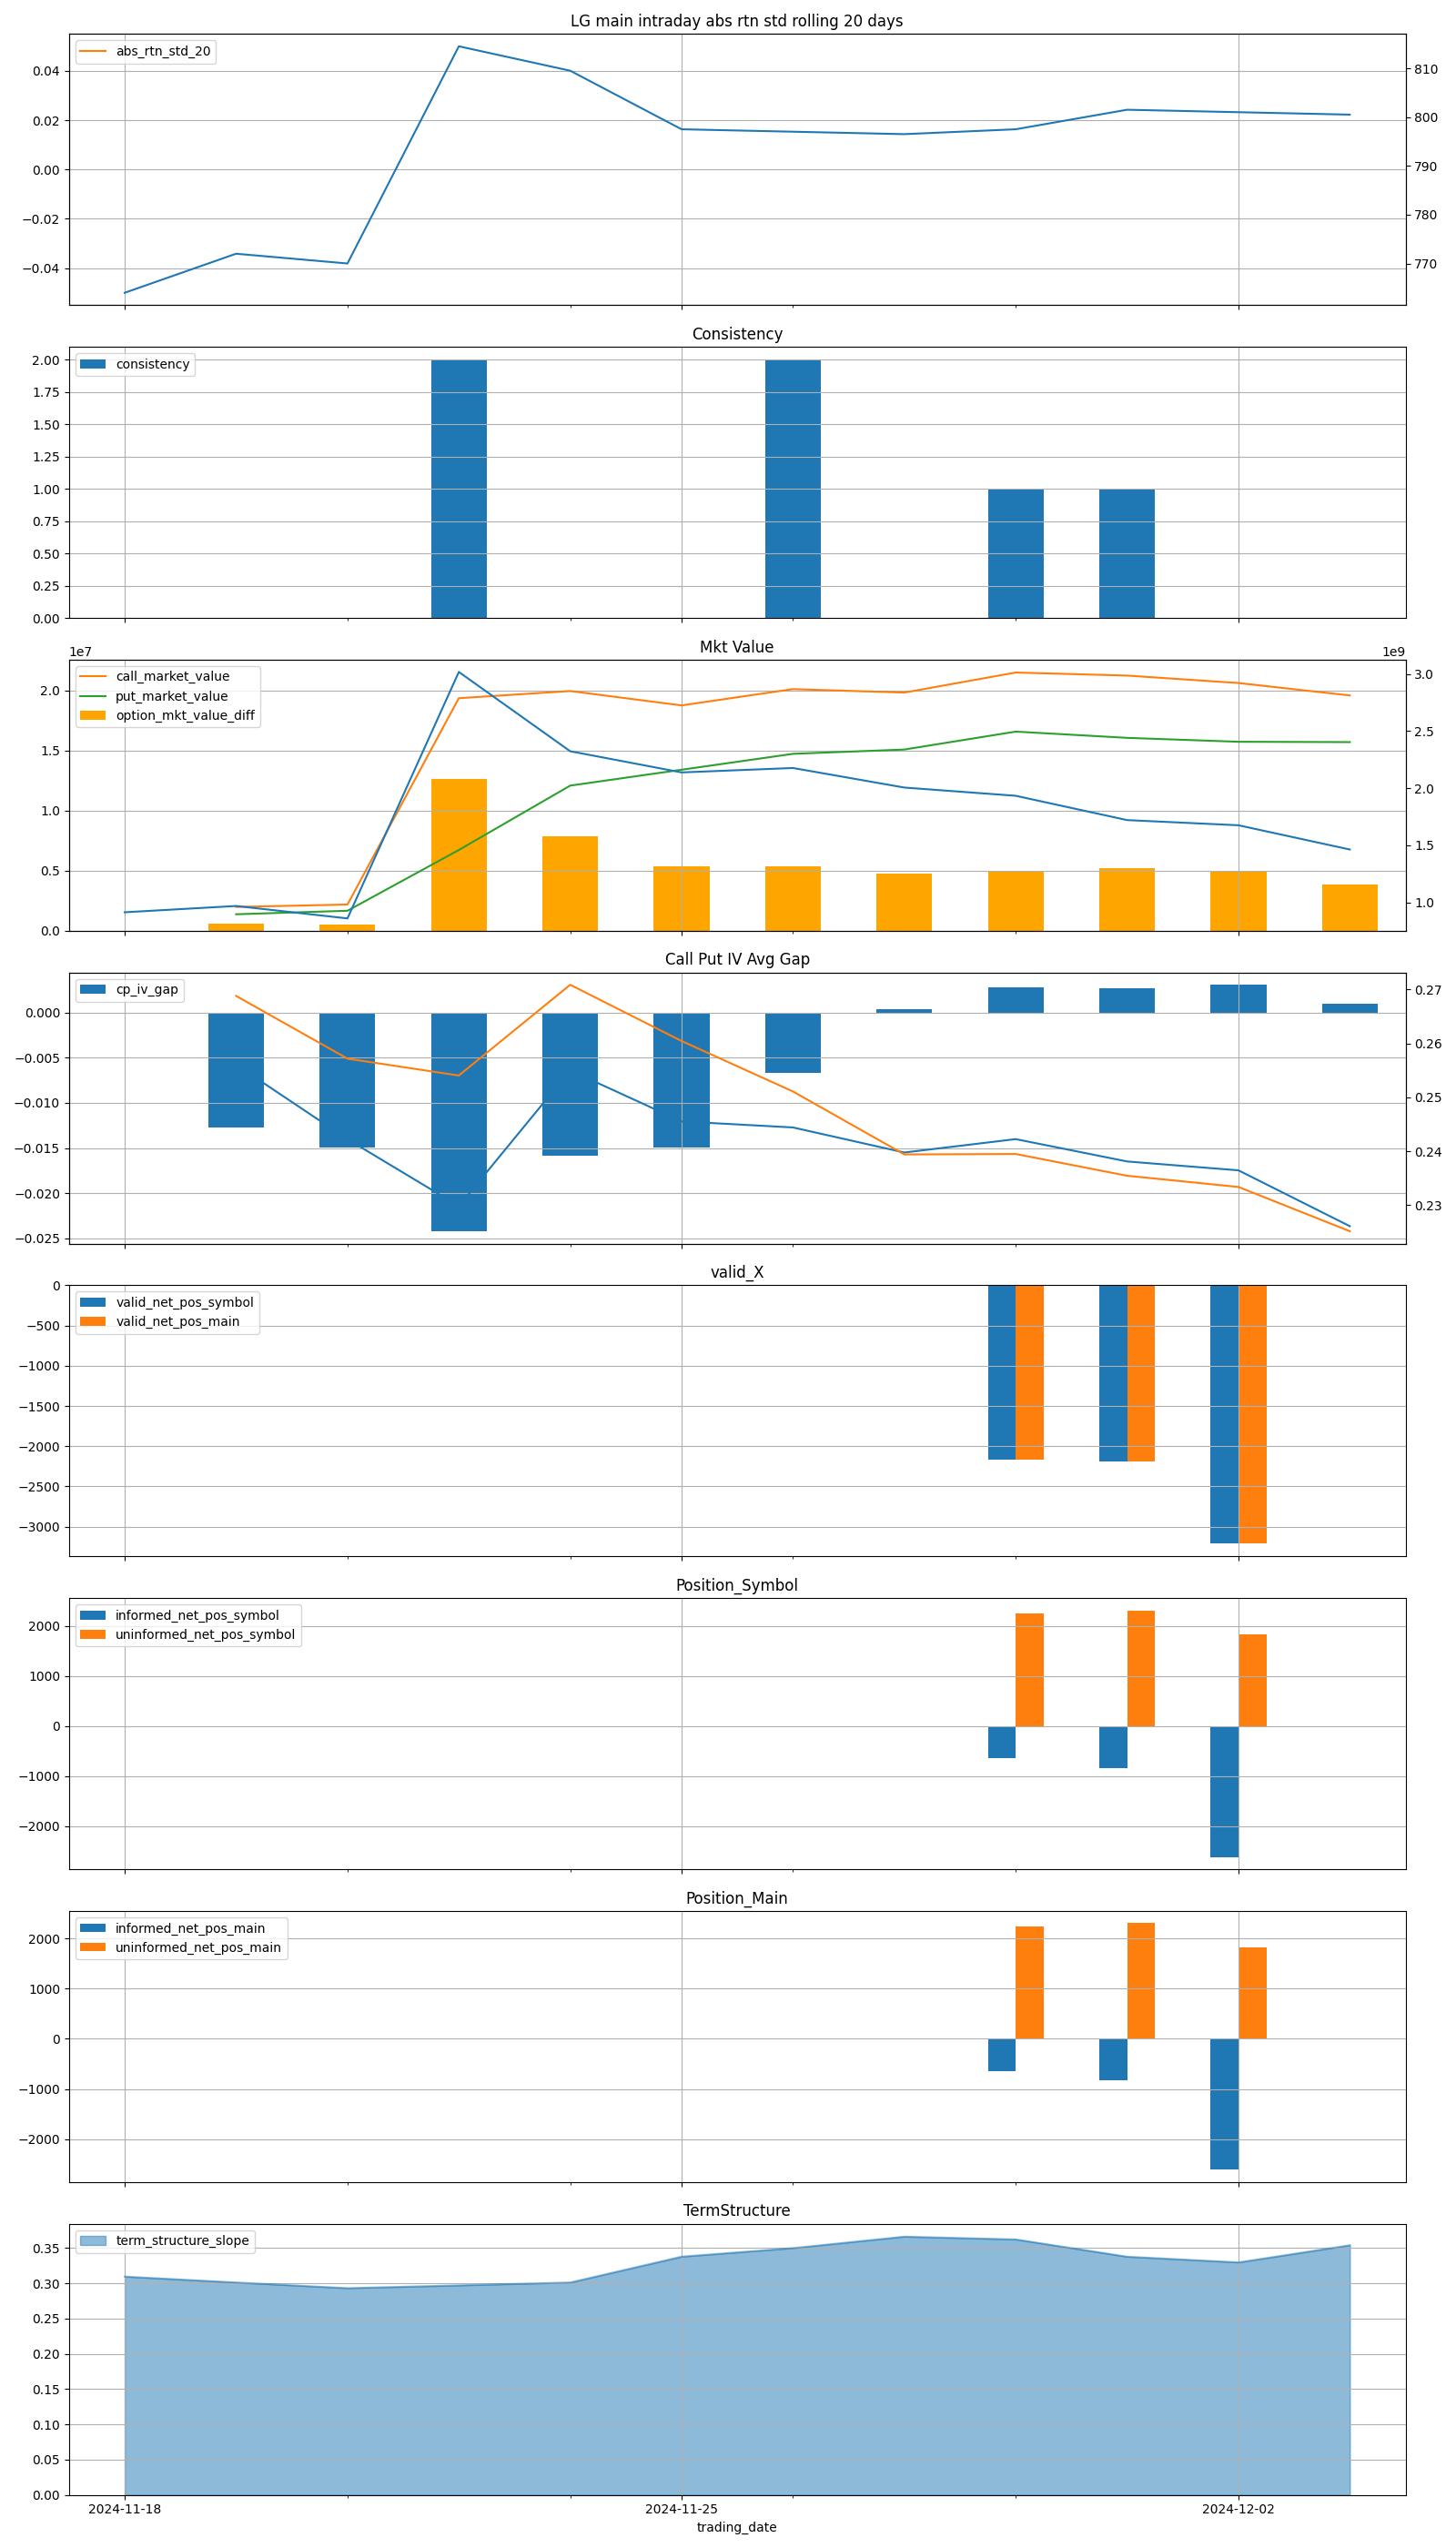 LG main intraday abs rtn std rolling 20 days
abs_rtn_std_20
0.04
0.02
0.00
−0.02
−0.04
810
800
790
780
770
Consistency
consistency
2.00
1.75
1.50
1.25
1.00
0.75
0.50
0.25
0.00
Mkt Value
1e7
1e9
call_market_value
put_market_value
option_mkt_value_diff
2.0
1.5
1.0
0.5
0.0
3.0
2.5
2.0
1.5
1.0
Call Put IV Avg Gap
cp_iv_gap
0.000
−0.005
−0.010
−0.015
−0.020
−0.025
0.27
0.26
0.25
0.24
0.23
valid_X
valid_net_pos_symbol
valid_net_pos_main
0
−500
−1000
−1500
−2000
−2500
−3000
Position_Symbol
informed_net_pos_symbol
uninformed_net_pos_symbol
2000
1000
0
−1000
−2000
Position_Main
informed_net_pos_main
uninformed_net_pos_main
2000
1000
0
−1000
−2000
TermStructure
term_structure_slope
0.35
0.30
0.25
0.20
0.15
0.10
0.05
0.00
2024-11-18
2024-11-25
2024-12-02
trading_date